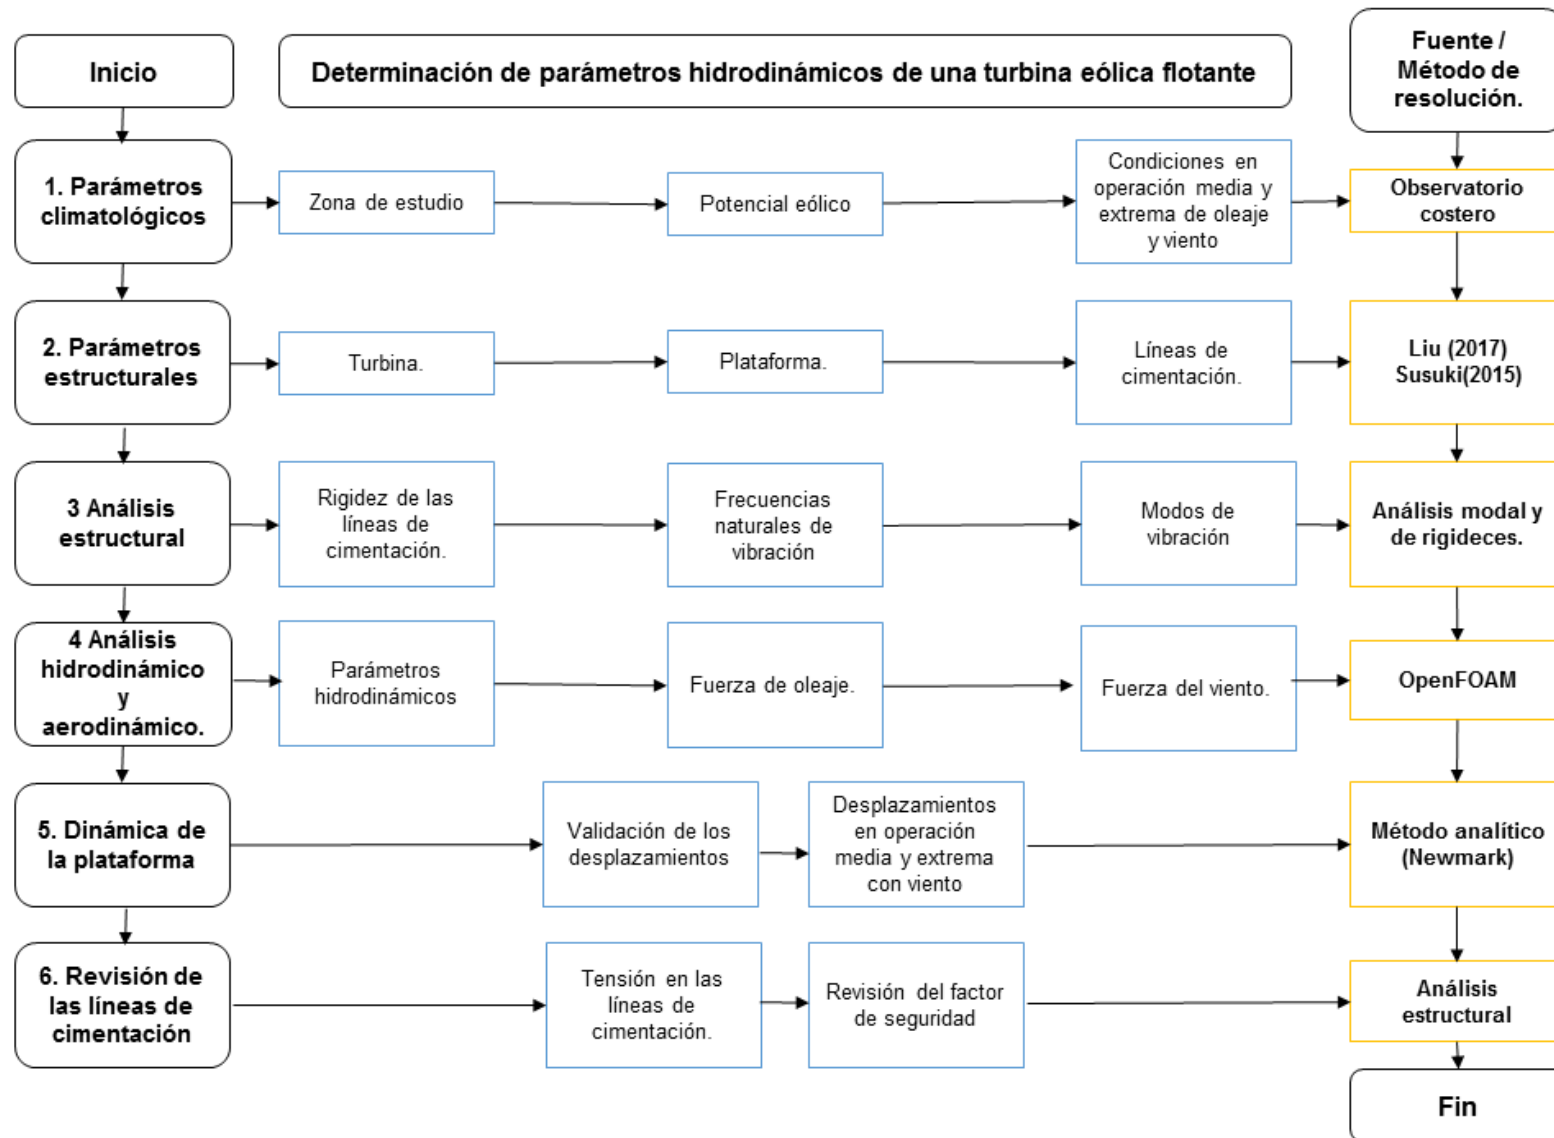 Inicio
Determinación de parámetros hidrodinámicos de una turbina eólica flotante
Fuente /
Método de
resolución.
1. Parámetros
climatológicos
Zona de estudio
Potencial eólico
Condiciones en
operación media y
extrema de oleaje
y viento
Observatorio
costero
2. Parámetros
estructurales
Turbina.
Plataforma.
Líneas de
cimentación.
Liu (2017)
Susuki(2015)
3 Análisis
estructural
Rigidez de las
líneas de
cimentación.
Frecuencias
naturales de
vibración
Modos de
vibración
Análisis modal y
de rigideces.
4 Análisis
hidrodinámico
y
aerodinámico.
Parámetros
hidrodinámicos
Fuerza de oleaje.
Fuerza del viento.
OpenFOAM
5. Dinámica de
la plataforma
Validación de los
desplazamientos
Desplazamientos
en operación
media y extrema
con viento
Método analítico
(Newmark)
6. Revisión de
las líneas de
cimentación
Tensión en las
líneas de
cimentación.
Revisión del factor
de seguridad
Análisis
estructural
Fin